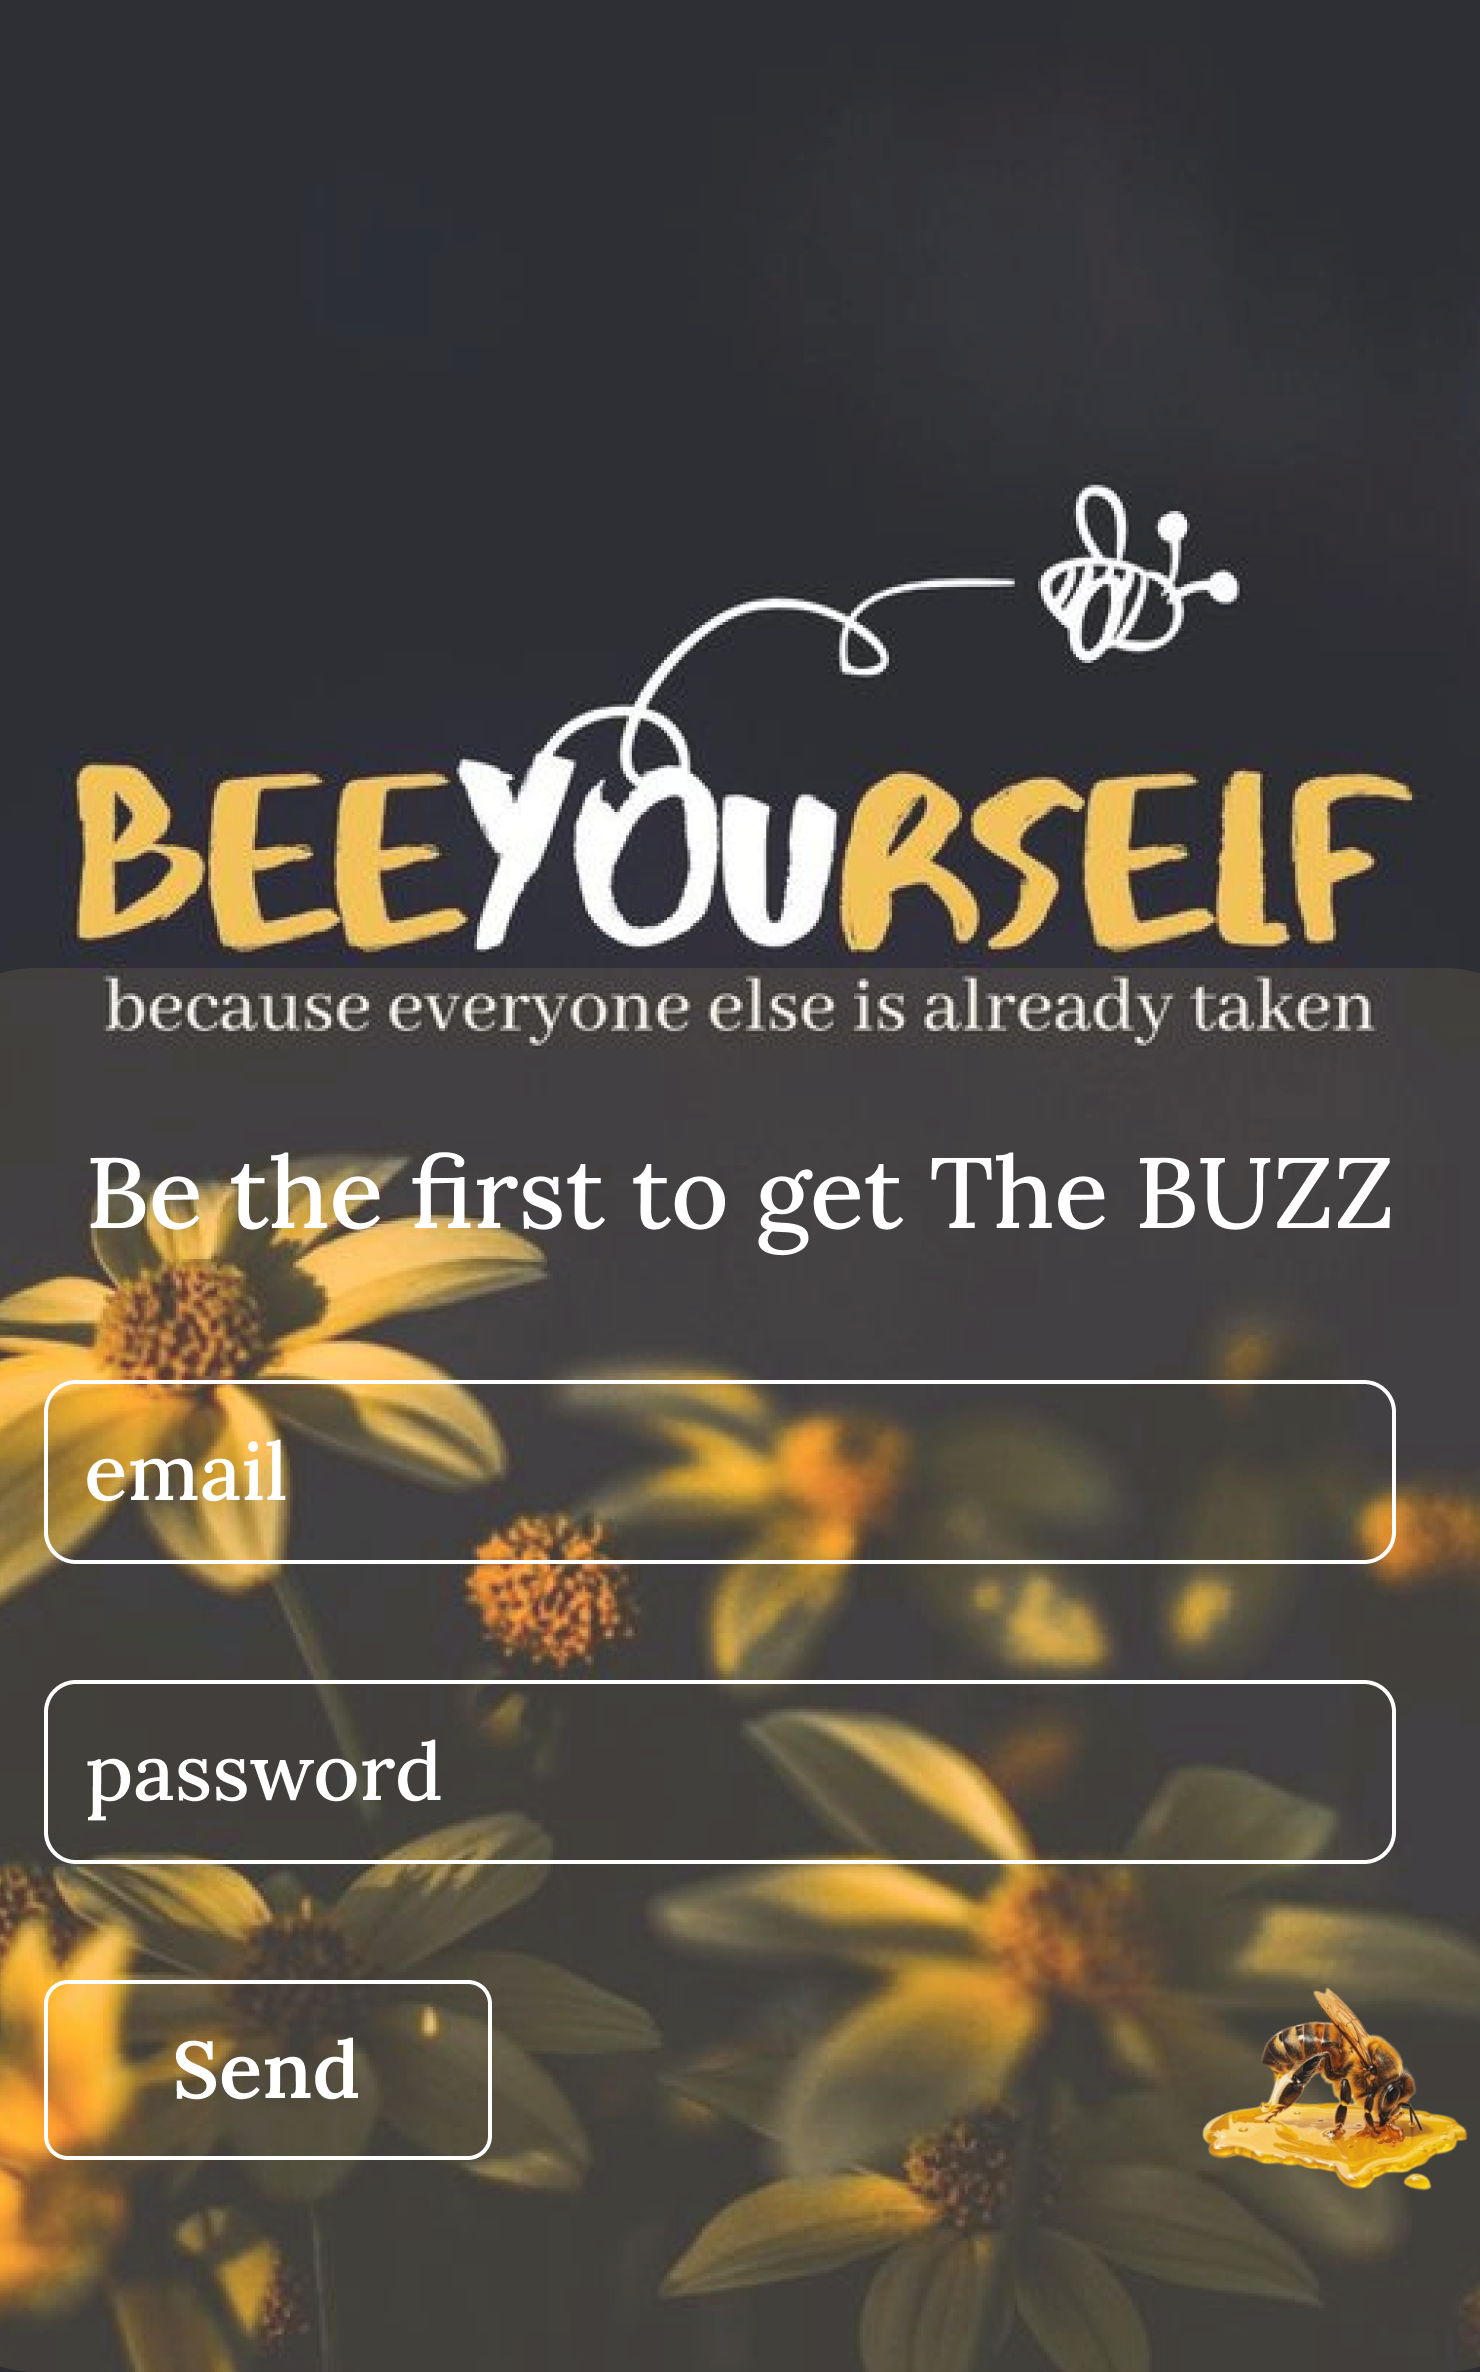 BEEYOURSELF
because everyone else is already taken
Be the first to get The BUZZ
email
password
Send